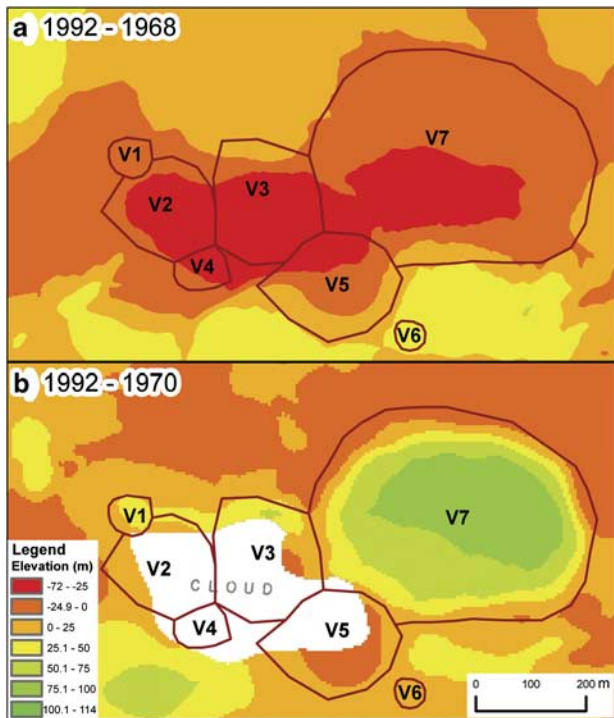 a) 1992 - 1968
V7
V1
V3
V2
V4
V5
V6
b) 1992 - 1970
V1
V7
Legend
Elevation (m)
-72 - -25
-24.9 - 0
0 - 25
25.1 - 50
50.1 - 75
75.1 - 100
100.1 - 114
V3
V2
CLOUD
V4
V5
V6
0 100 200 m